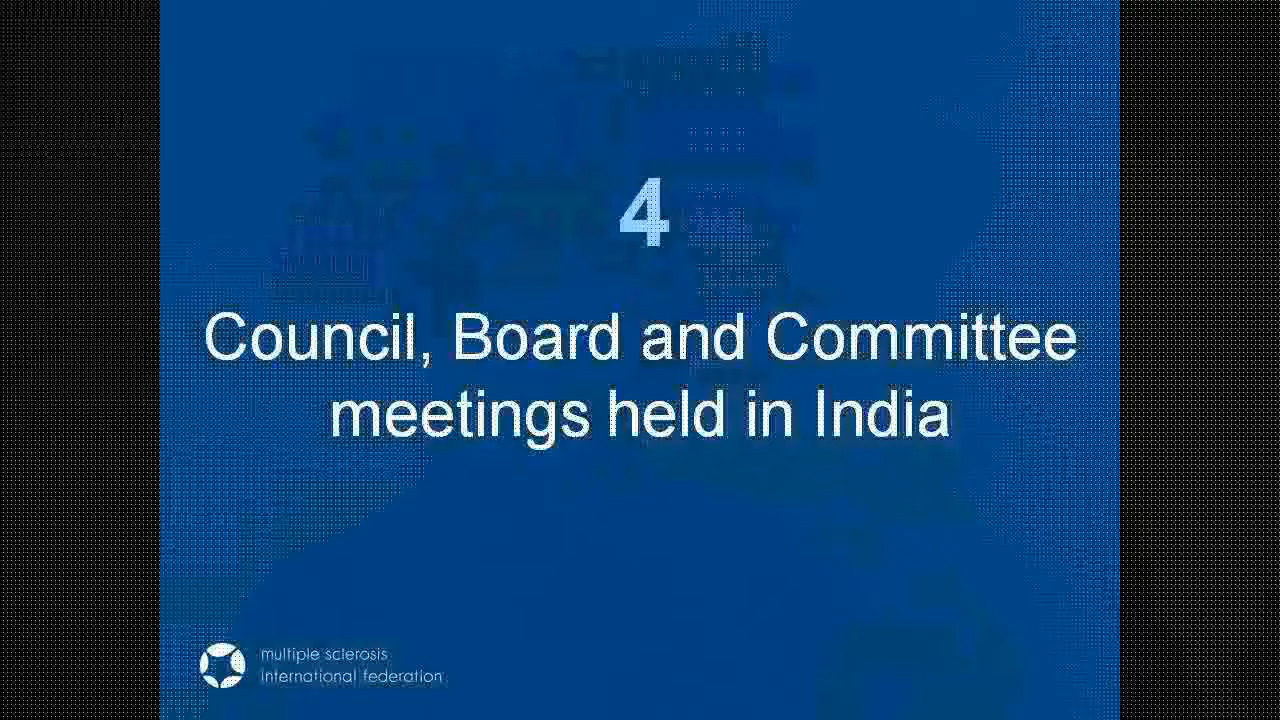 4
Council, Board and Committee
meetings held in India
multiple sclerosis
international federation